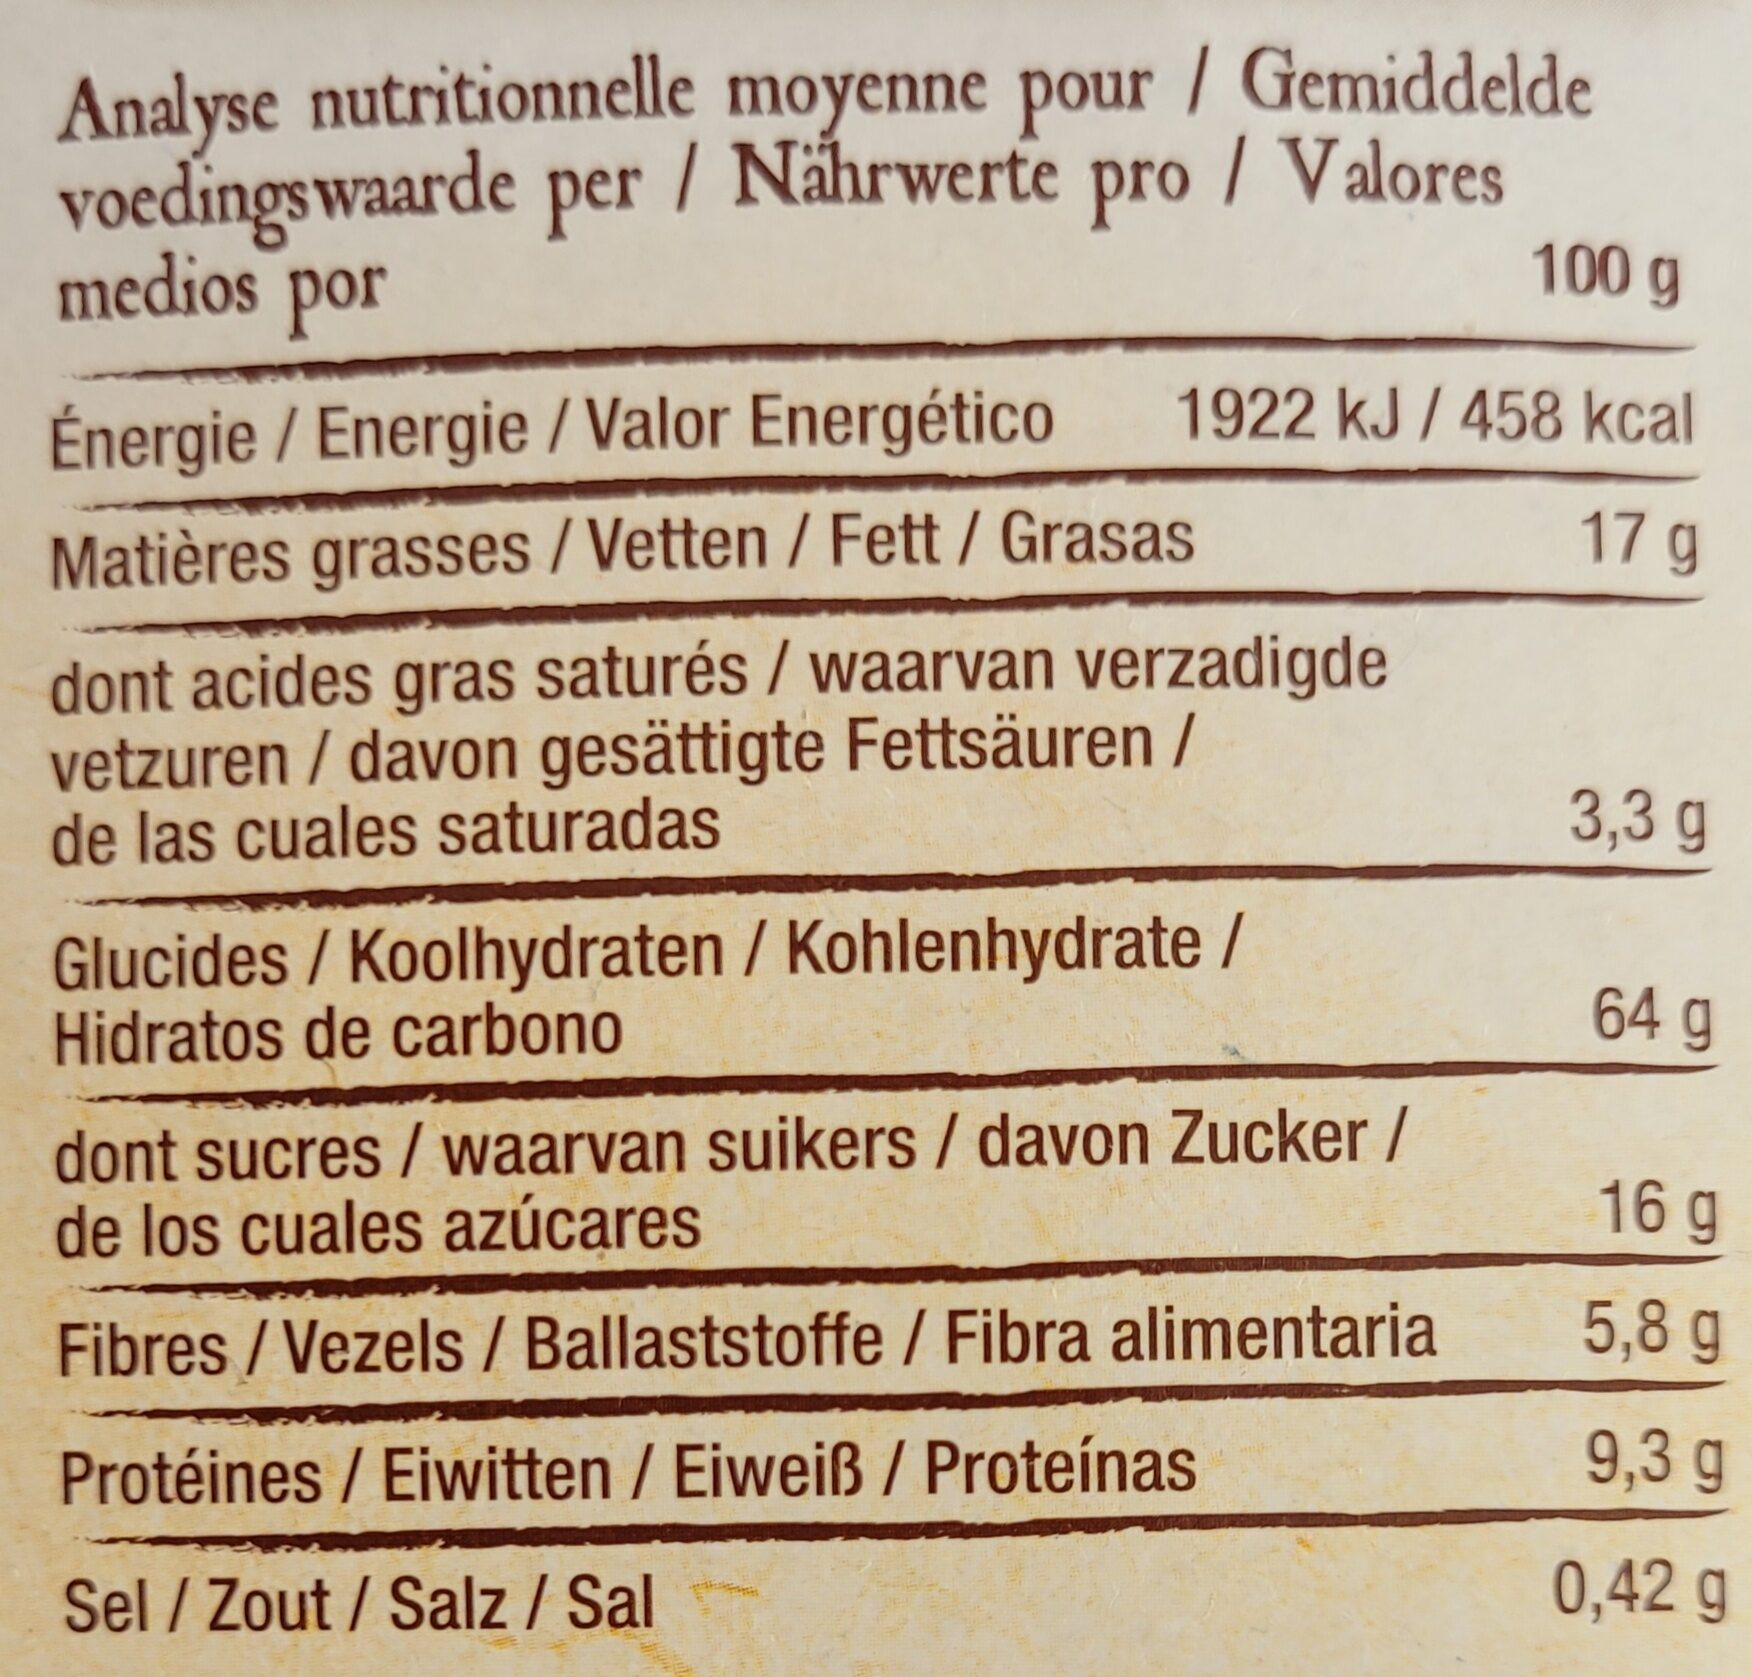 Analyse nutritionnelle moyenne pour / Gemiddelde
voedingswaarde per / Nährwerte pro / Valores
medios por 100 g
Énergie / Energie / Valor Energético 1922 kJ / 458 kcal
Matières grasses / Vetten / Fett / Grasas 17 g
dont acides gras saturés / waarvan verzadigde
vetzuren / davon gesättigte Fettsäuren /
de las cuales saturadas 3,3 g
Glucides / Koolhydraten / Kohlenhydrate /
Hidratos de carbono 64 g
dont sucres / waarvan suikers / davon Zucker /
de los cuales azúcares 16 g
Fibres / Vezels / Ballaststoffe / Fibra alimentaria 5,8 g
Protéines / Eiwitten / Eiweiß / Proteínas 9,3 g
Sel / Zout / Salz / Sal 0,42 g